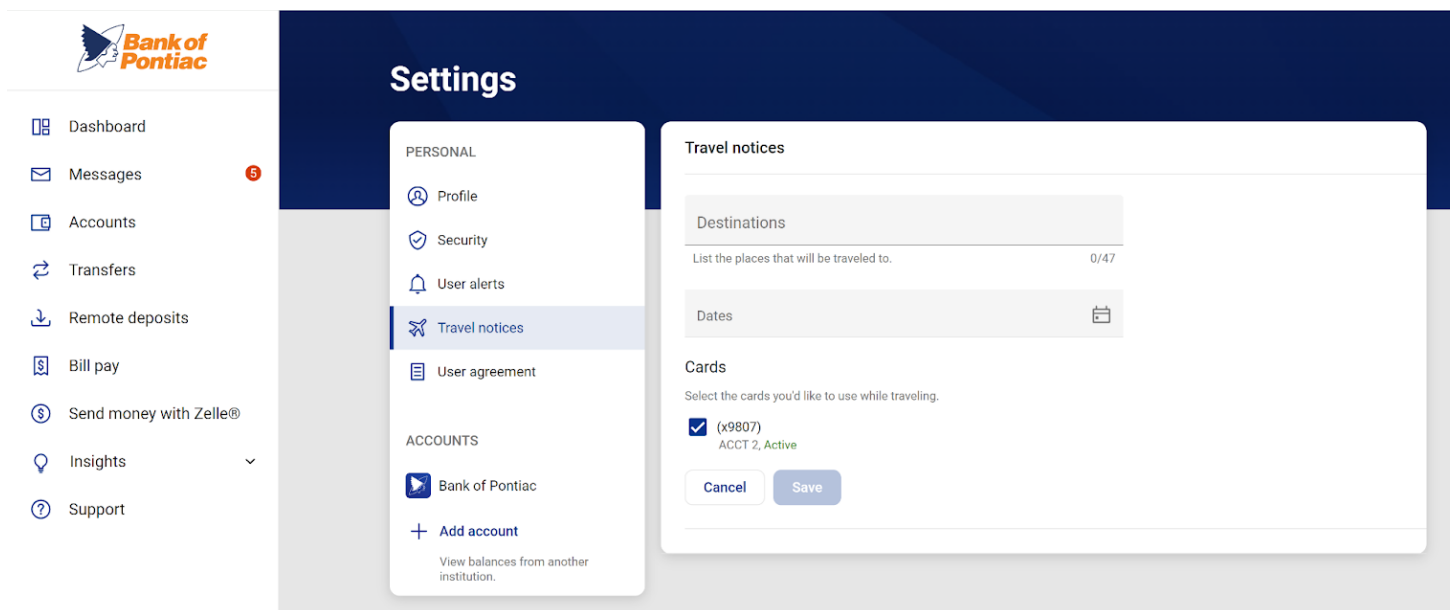 Bank of
Pontiac
Dashboard
Messages
5
Accounts
Transfers
Remote deposits
Bill pay
Send money with Zelle®
Insights
Support
Settings
PERSONAL
Profile
Security
User alerts
Travel notices
User agreement
ACCOUNTS
Bank of Pontiac
Add account
View balances from another
institution.
Travel notices
Destinations
List the places that will be traveled to.
0/47
Dates
Cards
Select the cards you'd like to use while traveling.
(x9807)
ACCT 2, Active
Cancel
Save